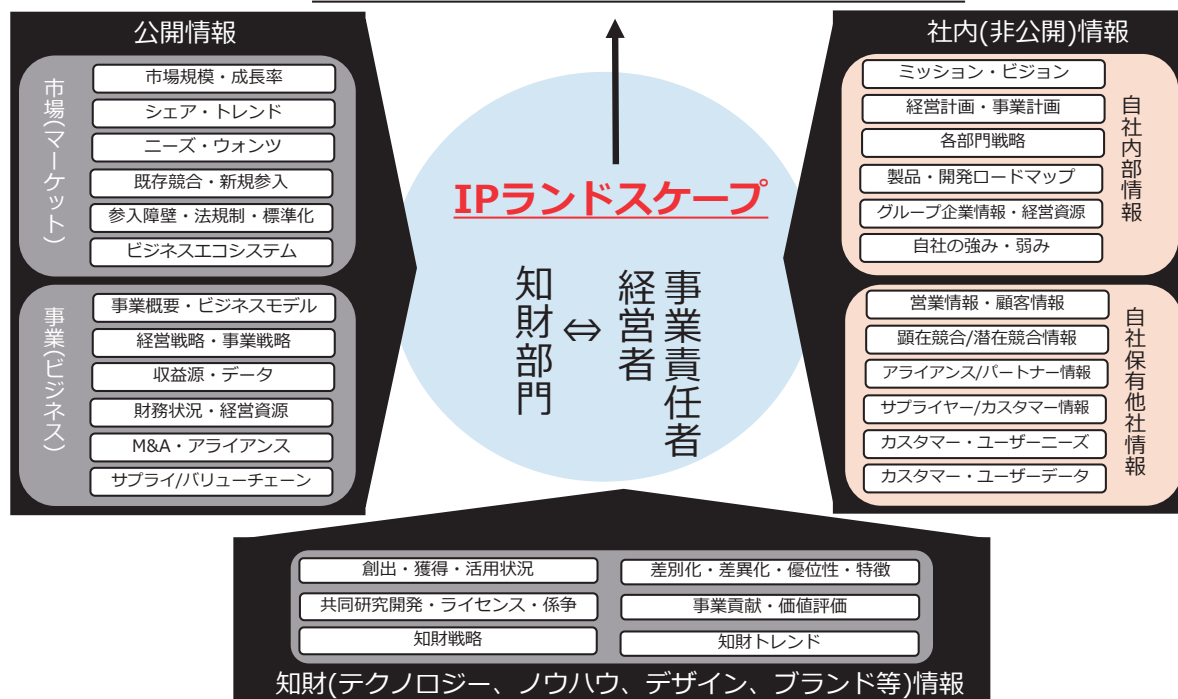 公開情報
市場(マーケット)
市場規模・成長率
シェア・トレンド
ニーズ・ウォンツ
既存競合・新規参入
参入障壁・法規制・標準化
ビジネスエコシステム
事業(ビジネス)
事業概要・ビジネスモデル
経営戦略・事業戦略
収益源・データ
財務状況・経営資源
M&A・アライアンス
サプライ/バリューチェーン
IPランドスケープ
知財部門
⇔
事業責任者
経営者
社内(非公開)情報
ミッション・ビジョン
経営計画・事業計画
各部門戦略
製品・開発ロードマップ
グループ企業情報・経営資源
自社の強み・弱み
自社内部情報
営業情報・顧客情報
顕在競合/潜在競合情報
アライアンス/パートナー情報
サプライヤー/カスタマー情報
カスタマー・ユーザーニーズ
カスタマー・ユーザーデータ
自社保有他社情報
創出・獲得・活用状況
差別化・差異化・優位性・特徴
共同研究開発・ライセンス・係争
事業貢献・価値評価
知財戦略
知財トレンド
知財(テクノロジー、ノウハウ、デザイン、ブランド等)情報